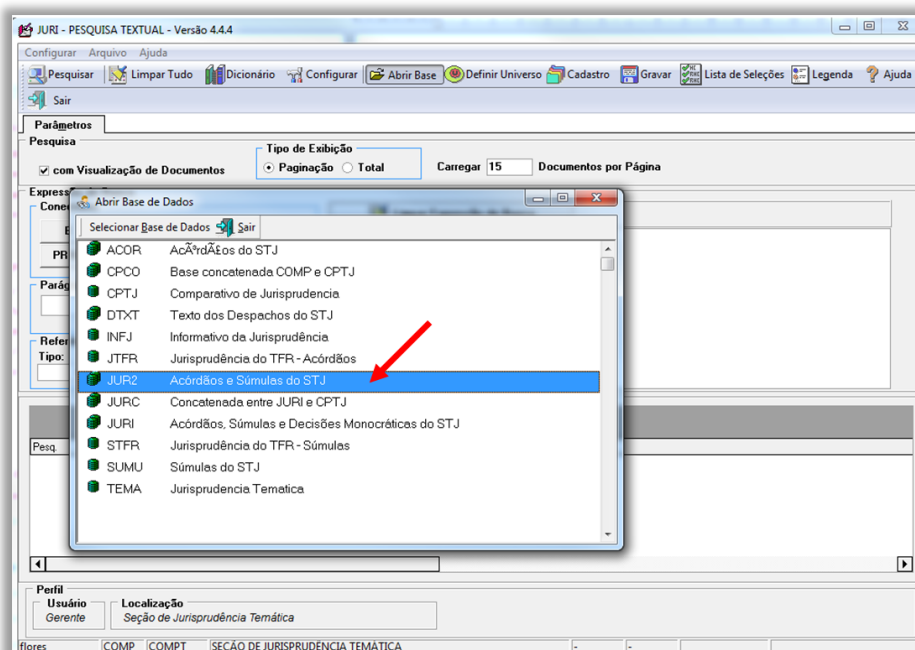 JURI - PESQUISA TEXTUAL - Versão 4.4.4
Configurar Arquivo Ajuda
Pesquisar Limpar Tudo Dicionário Configurar Abrir Base Definir Universo Cadastro Gravar Lista de Seleções Legenda Ajuda
Sair
Parâmetros
Pesquisa
com Visualização de Documentos
Tipo de Exibição
Paginação Total
Carregar 15 Documentos por Página
Abrir Base de Dados
Selecionar Base de Dados Sair
ACOR AcÃ³rdÃ£os do STJ
CPCO Base concatenada COMP e CPTJ
CPTJ Comparativo de Jurisprudencia
DTXT Texto dos Despachos do STJ
INFJ Informativo da Jurisprudência
JTFR Jurisprudência do TFR - Acórdãos
JUR2 Acórdãos e Súmulas do STJ
JURC Concatenada entre JURI e CPTJ
JURI Acórdãos, Súmulas e Decisões Monocráticas do STJ
STFR Jurisprudência do TFR - Súmulas
SUMU Súmulas do STJ
TEMA Jurisprudencia Tematica
Express
Cone
PR
Parág
Refer
Tipo:
Pesq.
Perfil
Usuário Localização
Gerente Seção de Jurisprudência Temática
flores COMP COMPT SEÇÃO DE JURISPRUDÊNCIA TEMÁTICA - -